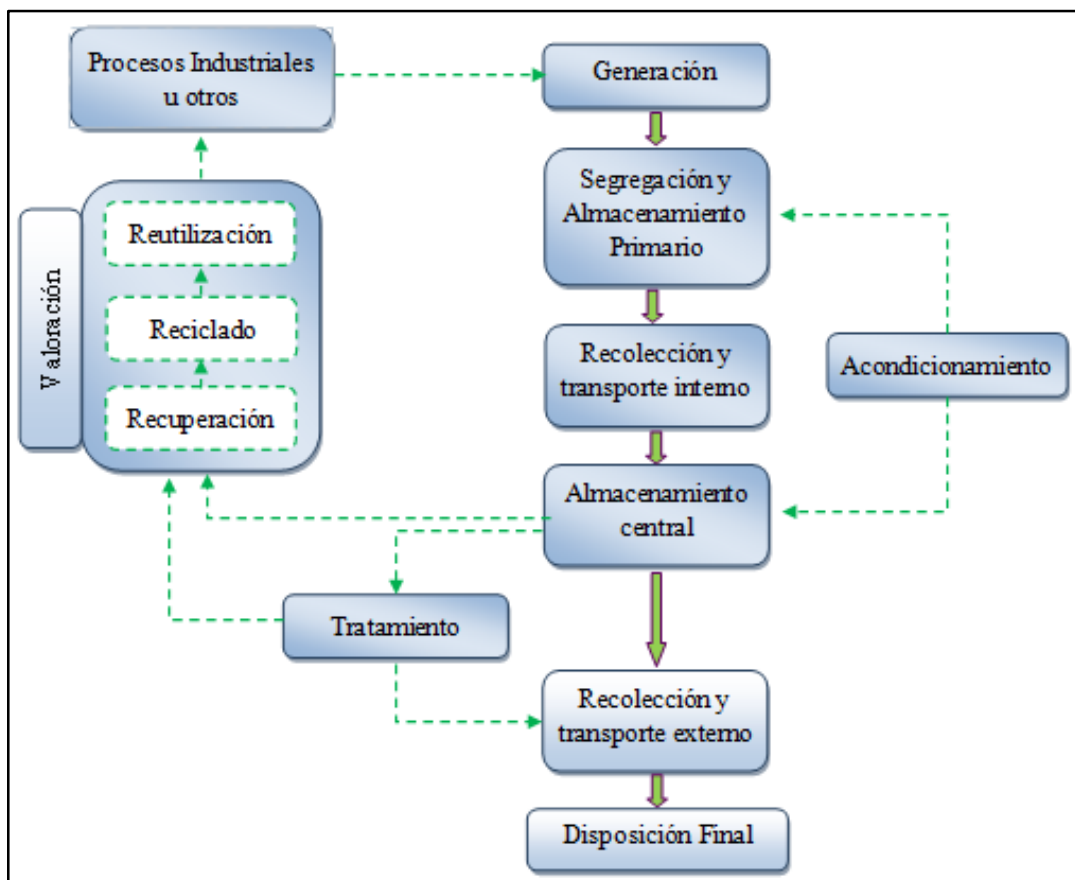 Procesos Industriales
u otros
Generación
Segregación y
Almacenamiento
Primario
Valoración
Reutilización
Reciclado
Recuperación
Recolección y
transporte interno
Acondicionamiento
Almacenamiento
central
Tratamiento
Recolección y
transporte externo
Disposición Final